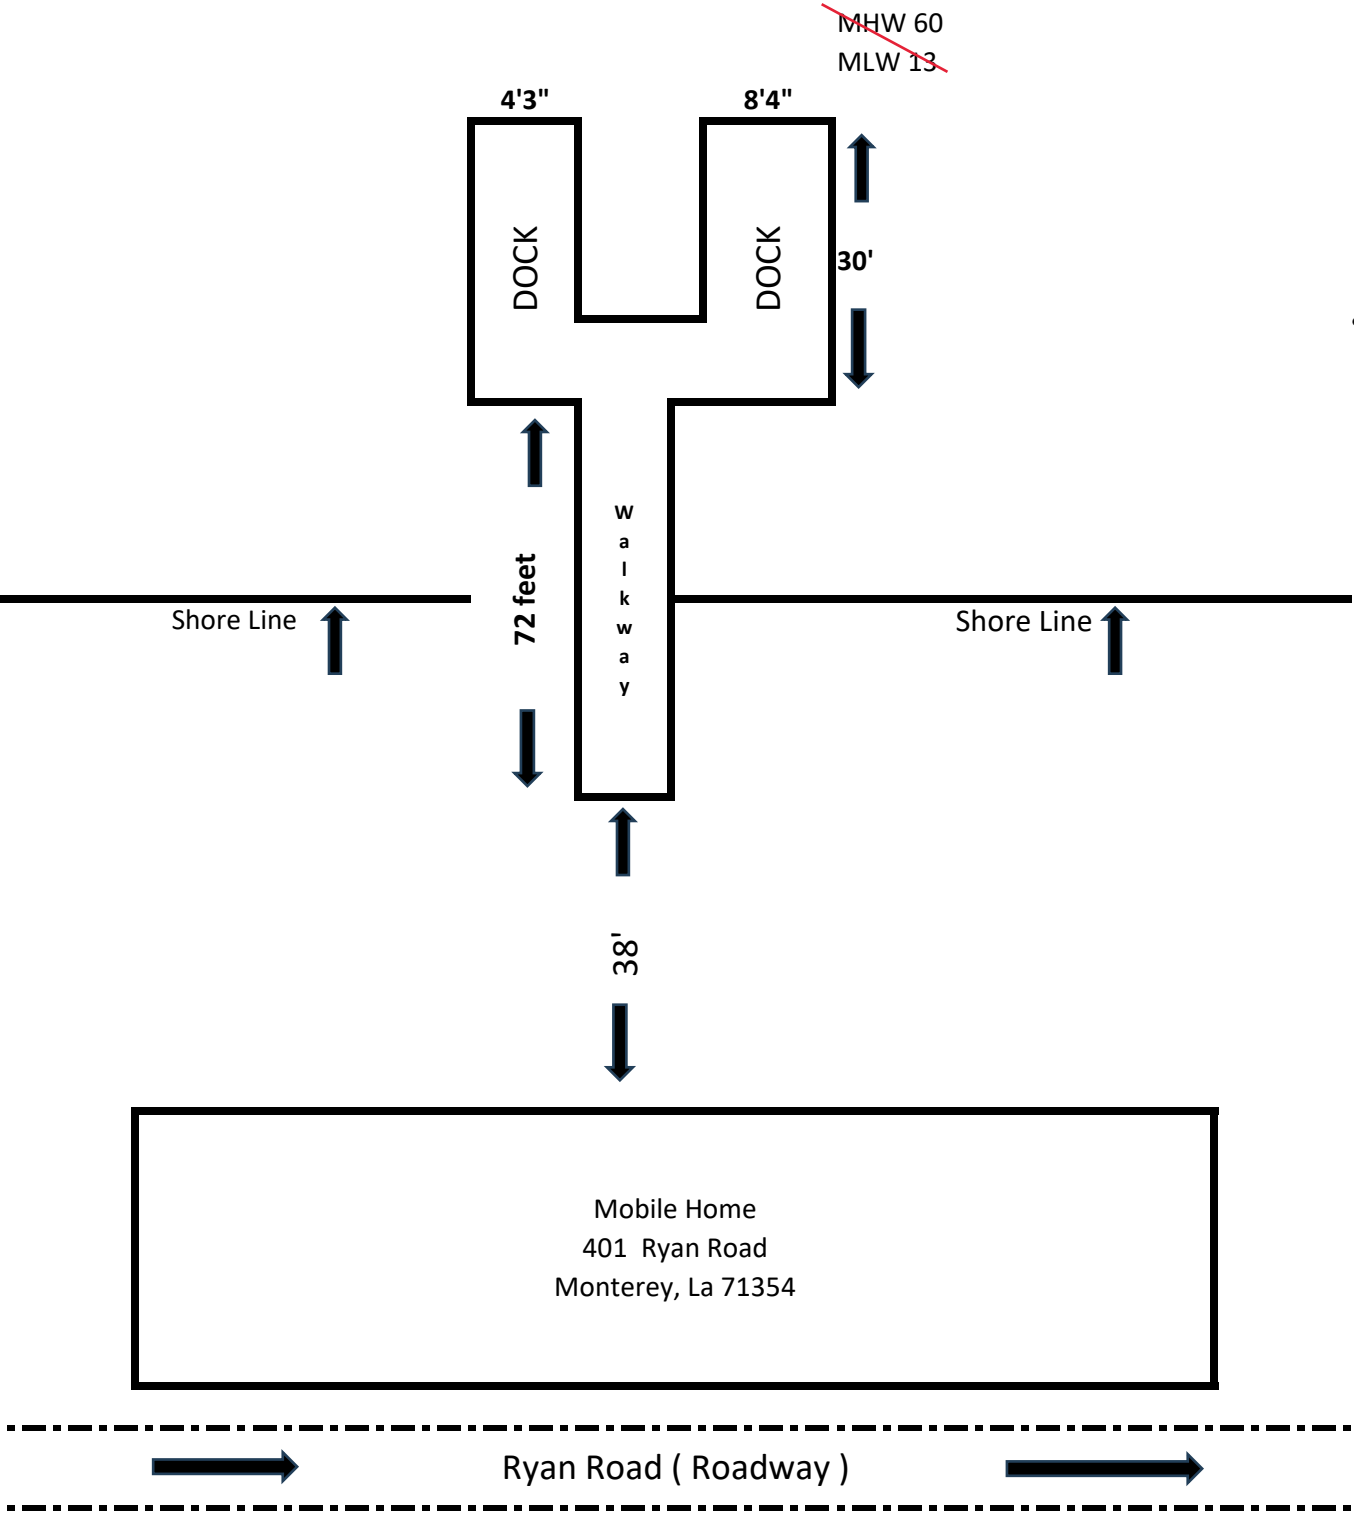 MHW 60
MLW 13
4'3"
8'4"
DOCK
DOCK
30'
Walkway
72 feet
Shore Line
Shore Line
38'
Mobile Home
401 Ryan Road
Monterey, La 71354
Ryan Road ( Roadway )